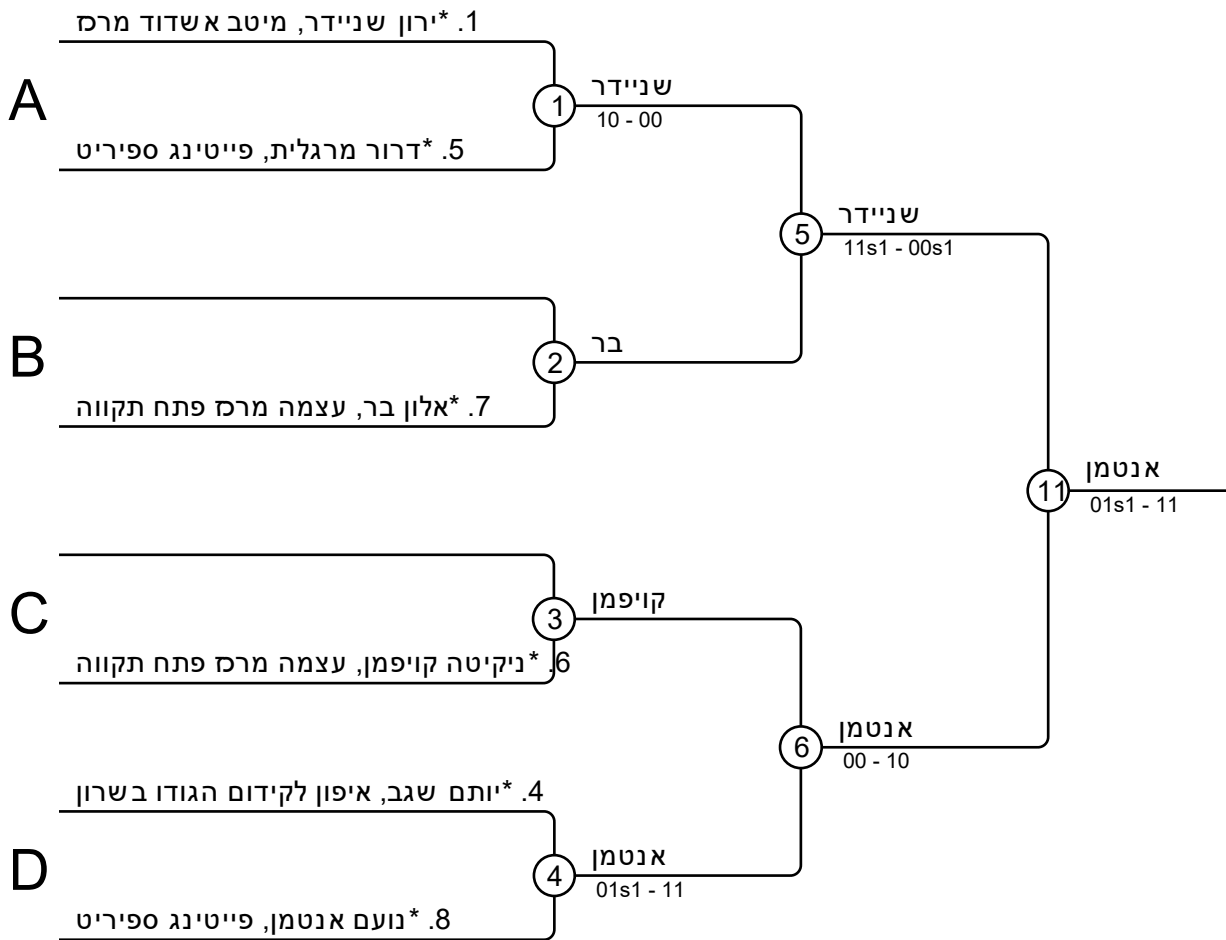 1. *ירון שניידר, מיטב אשדוד מרכז
A
1
שניידר
10 - 00
5. *דרור מרגלית, פייטינג ספיריט
5
שניידר
11s1 - 00s1
B
2
בר
7. *אלון בר, עצמה מרכז פתח תקווה
11
אנטמן
01s1 - 11
C
3
קויפמן
6. *ניקיטה קויפמן, עצמה מרכז פתח תקווה
6
אנטמן
00 - 10
4. *יותם שגב, איפון לקידום הגודו בשרון
D
4
אנטמן
01s1 - 11
8. *נועם אנטמן, פייטינג ספיריט